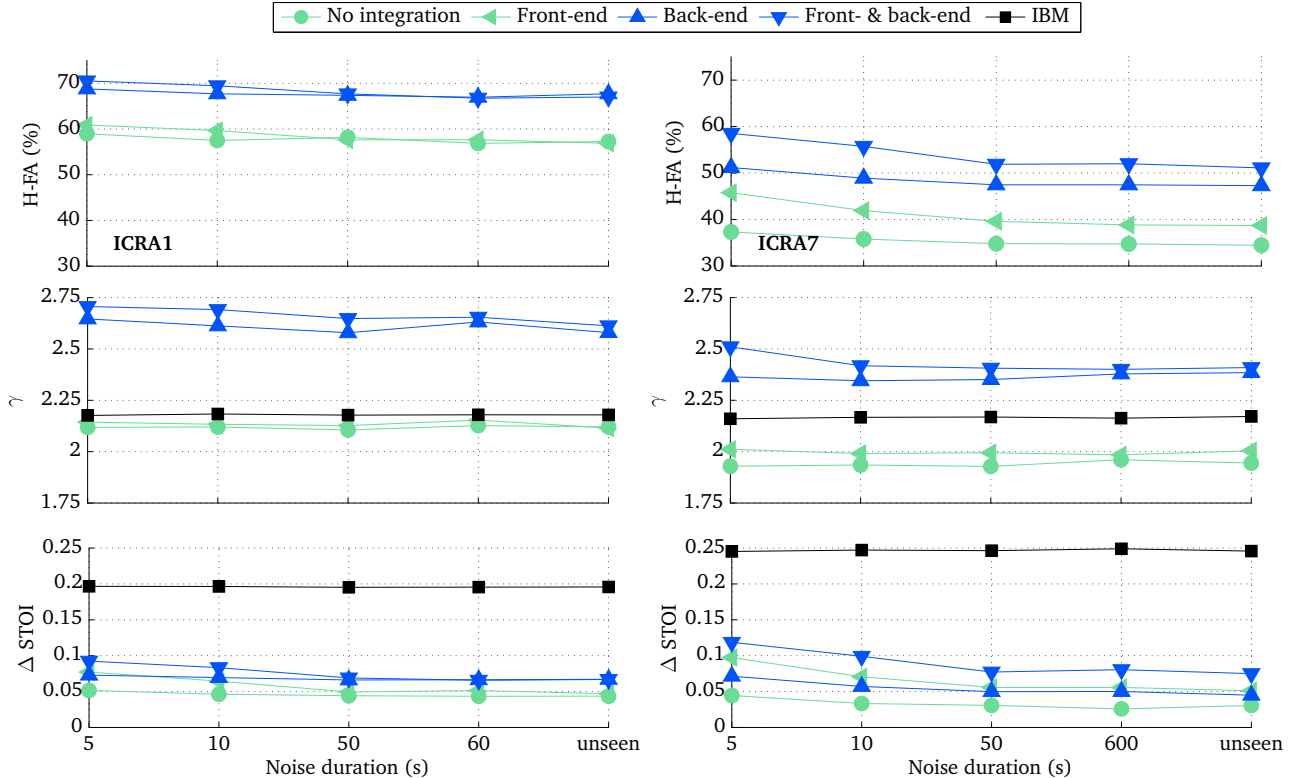 No integration Front-end Back-end Front- & back-end IBM
70
60
50
40
30
H-FA (%)
ICRA1
70
60
50
40
30
H-FA (%)
ICRA7
2.75
2.5
2.25
2
1.75
γ
2.75
2.5
2.25
2
1.75
γ
0.25
0.2
0.15
0.1
0.05
0
Δ STOI
5 10 50 60 unseen
Noise duration (s)
0.25
0.2
0.15
0.1
0.05
0
Δ STOI
5 10 50 600 unseen
Noise duration (s)